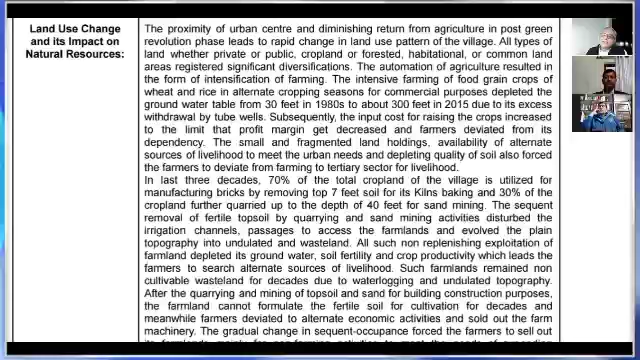 Land Use Change
and its Impact on
Natural Resources:
The proximity of urban centre and diminishing return from agriculture in post green
revolution phase leads to rapid change in land use pattern of the village. All types of
land whether private or public, cropland or forested, habitational, or common land
areas registered significant diversifications. The automation of agriculture resulted in
the form of intensification of farming. The intensive farming of food grain crops of
wheat and rice in alternate cropping seasons for commercial purposes depleted the
ground water table from 30 feet in 1980s to about 300 feet in 2015 due to its excess
withdrawal by tube wells. Subsequently, the input cost for raising the crops increased
to the limit that profit margin get decreased and farmers deviated from its
dependency. The small and fragmented land holdings, availability of alternate
sources of livelihood to meet the urban needs and depleting quality of soil also forced
the farmers to deviate from farming to tertiary sector for livelihood.
In last three decades, 70% of the total cropland of the village is utilized for
manufacturing bricks by removing top 7 feet soil for its Kilns baking and 30% of the
cropland further quarried up to the depth of 40 feet for sand mining. The sequent
removal of fertile topsoil by quarrying and sand mining activities disturbed the
irrigation channels, passages to access the farmlands and evolved the plain
topography into undulated and wasteland. All such non replenishing exploitation of
farmland depleted its ground water, soil fertility and crop productivity which leads the
farmers to search alternate sources of livelihood. Such farmlands remained non
cultivable wasteland for decades due to waterlogging and undulated topography.
After the quarrying and mining of topsoil and sand for building construction purposes,
the farmland cannot formulate the fertile soil for cultivation for decades and
meanwhile farmers deviated to alternate economic activities and sold out the farm
machinery. The gradual change in sequent-occupance forced the farmers to sell out